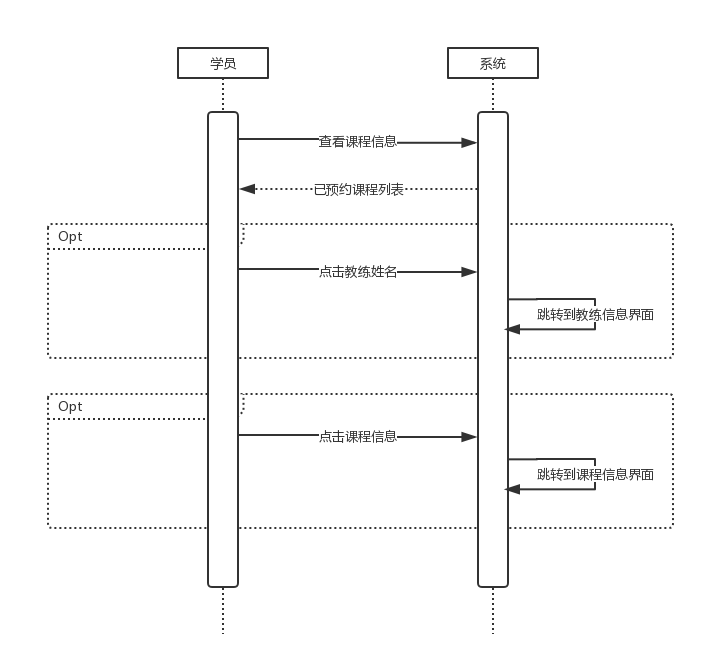 学员
系统
查看课程信息
已预约课程列表
Opt
点击教练姓名
跳转到教练信息界面
Opt
点击课程信息
跳转到课程信息界面